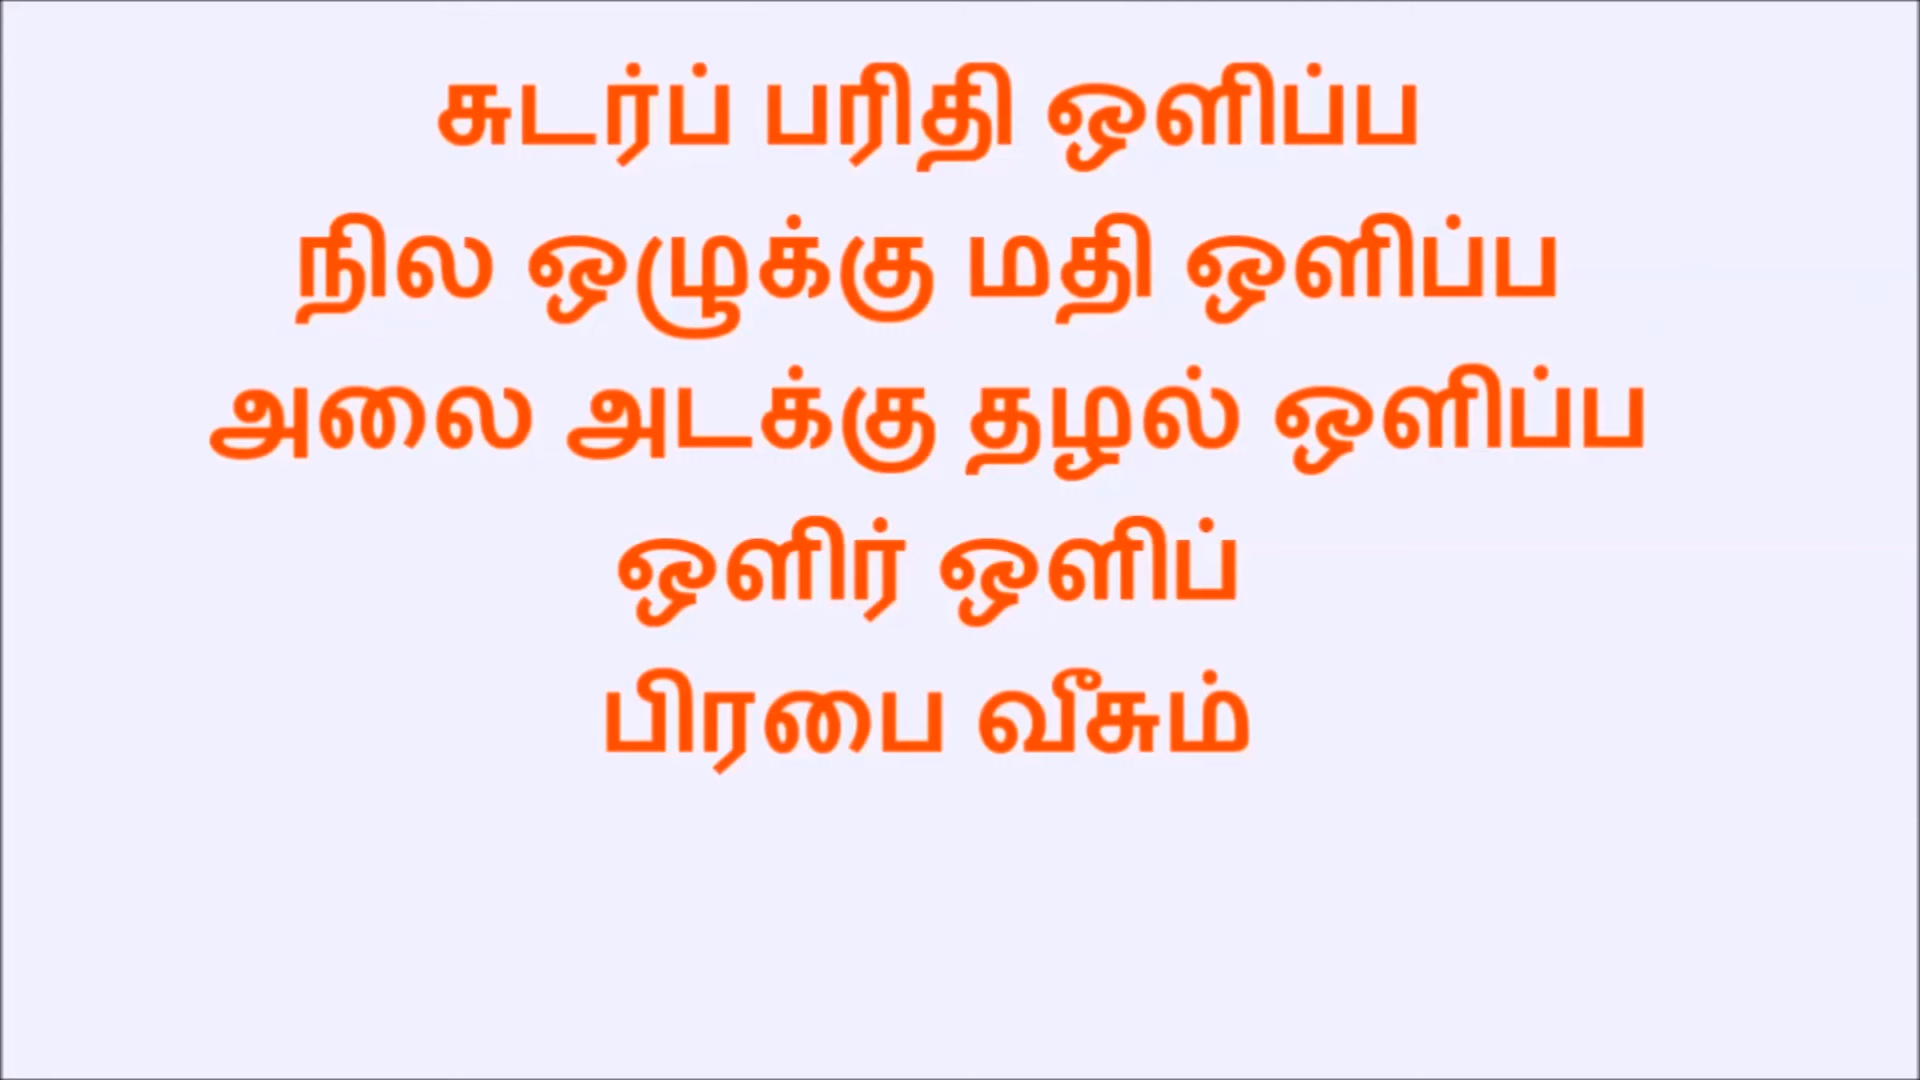 சுடர்ப் பரிதி ஒளிப்ப
நில ஒழுக்கு மதி ஒளிப்ப
அலை அடக்கு தழல் ஒளிப்ப
ஒளிர் ஒளிப்
பிரபை வீசும்